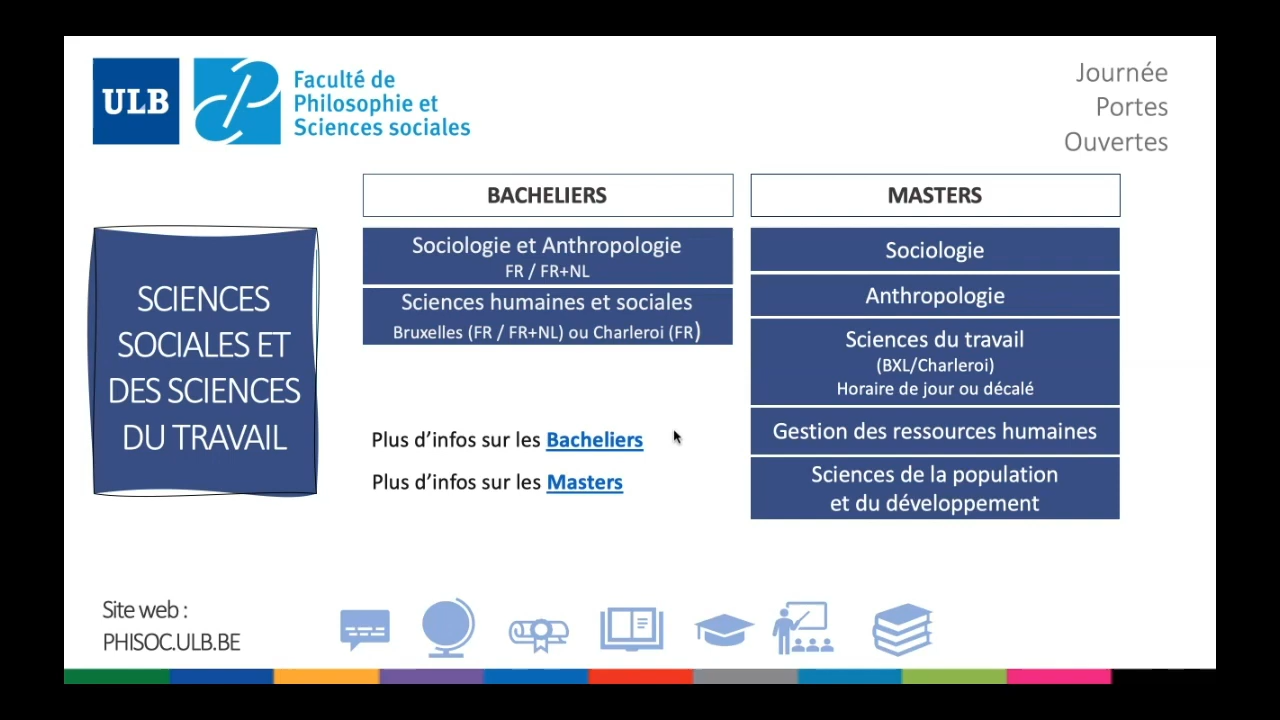 ULB
Faculté de
Philosophie et
Sciences sociales
Journée
Portes
Ouvertes
SCIENCES
SOCIALES ET
DES SCIENCES
DU TRAVAIL
BACHELIERS
Sociologie et Anthropologie
FR / FR+NL
Sciences humaines et sociales
Bruxelles (FR / FR+NL) ou Charleroi (FR)
Plus d’infos sur les Bacheliers
Plus d’infos sur les Masters
MASTERS
Sociologie
Anthropologie
Sciences du travail
(BXL/Charleroi)
Horaire de jour ou décalé
Gestion des ressources humaines
Sciences de la population
et du développement
Site web :
PHISOC.ULB.BE